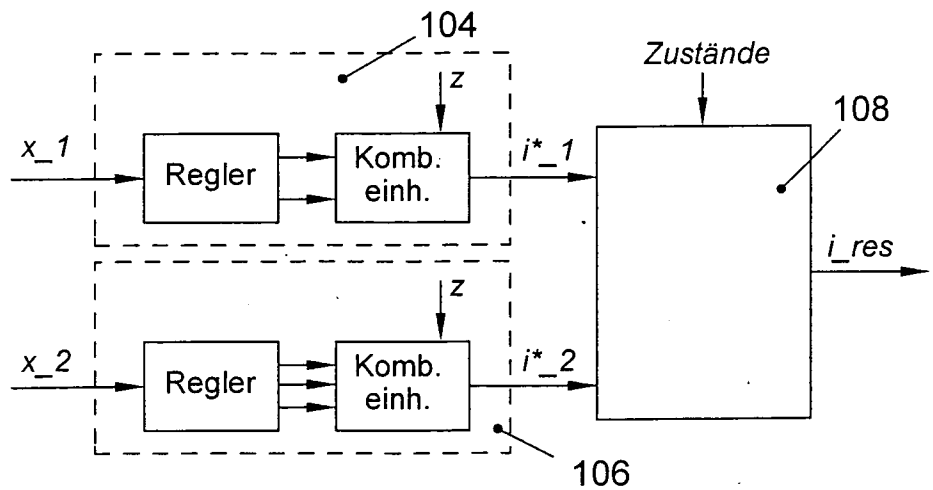 104
Zustände
z
108
x_1
Regler
Komb.
einh.
i*_1
i_res
z
x_2
Regler
Komb.
einh.
i*_2
106